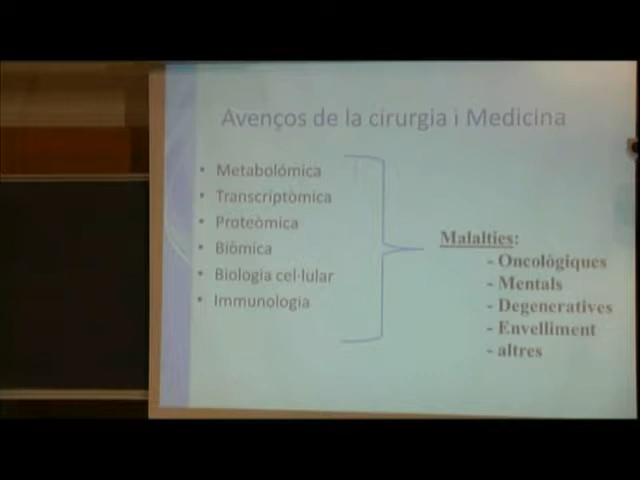 Avenços de la cirurgia i Medicina
• Metabolómica
• Transcriptòmica
• Proteòmica
• Biòmica
• Biologia cel·lular
• Immunologia
Malalties:
- Oncològiques
- Mentals
- Degeneratives
- Envelliment
- altres